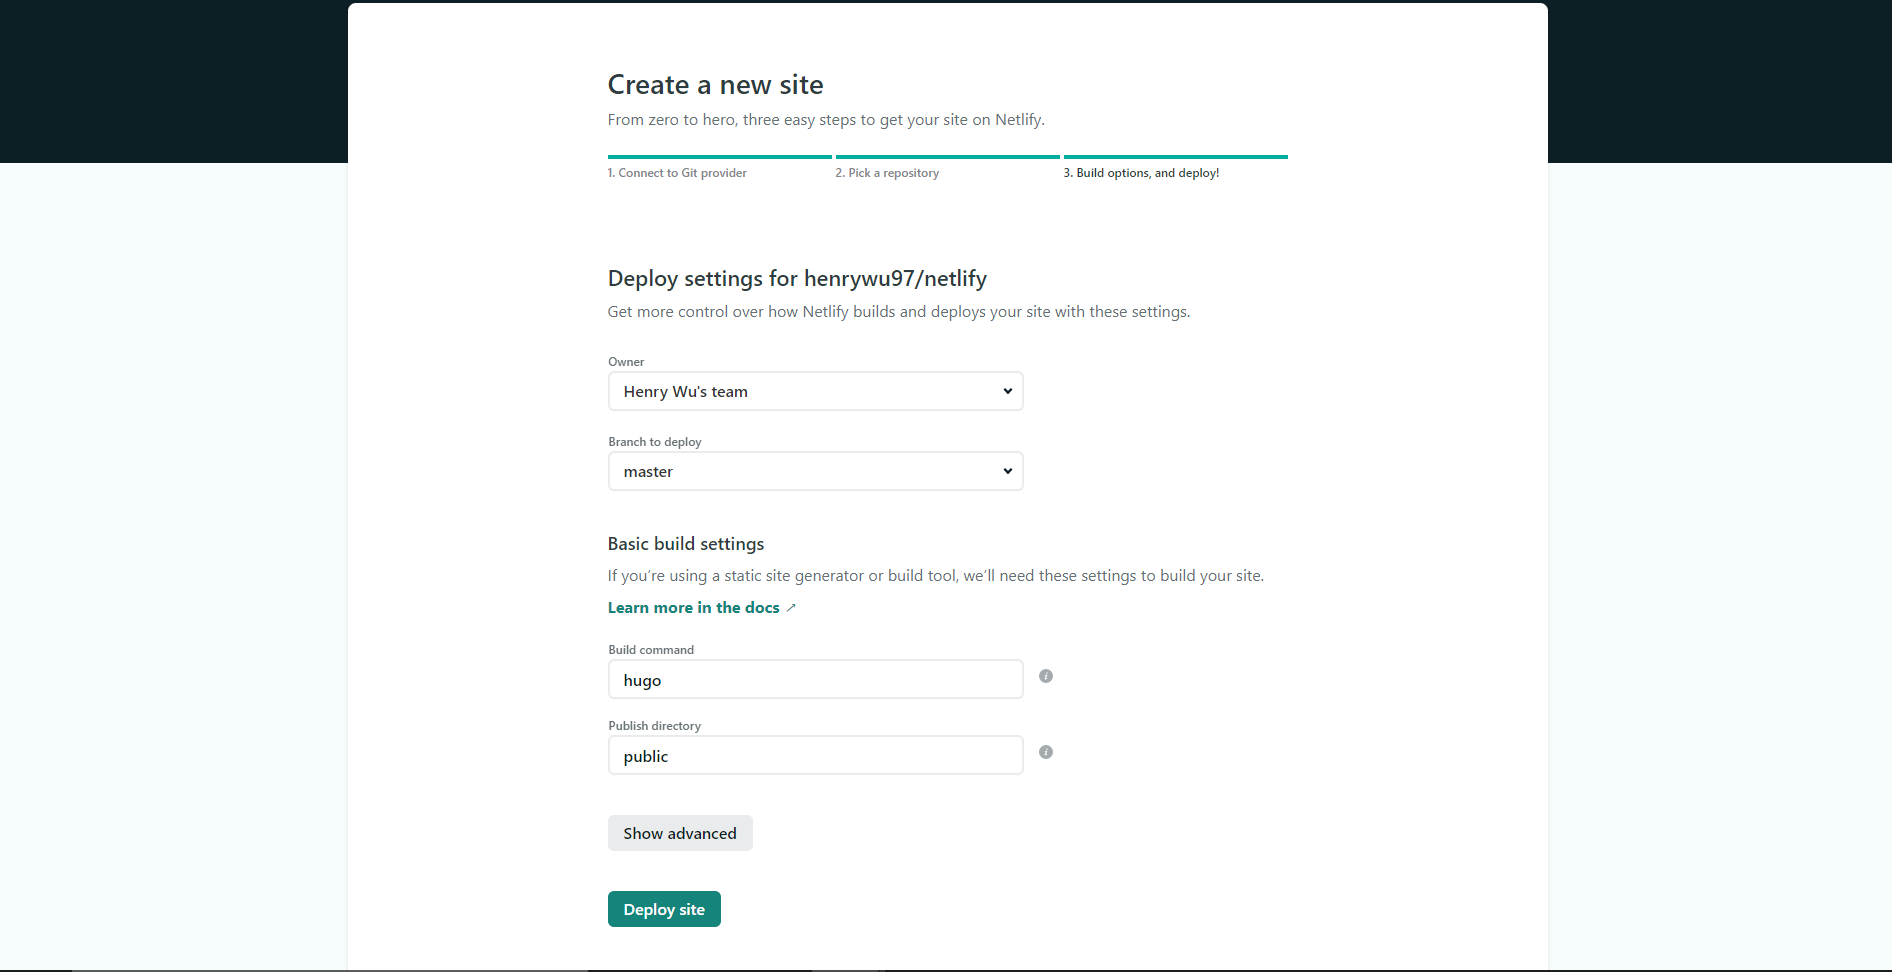 Create a new site
From zero to hero, three easy steps to get your site on Netlify.
1. Connect to Git provider
2. Pick a repository
3. Build options, and deploy!
Deploy settings for henrywu97/netlify
Get more control over how Netlify builds and deploys your site with these settings.
Owner
Henry Wu's team
Branch to deploy
master
Basic build settings
If you’re using a static site generator or build tool, we’ll need these settings to build your site.
Learn more in the docs ↗
Build command
hugo
i
Publish directory
public
i
Show advanced
Deploy site